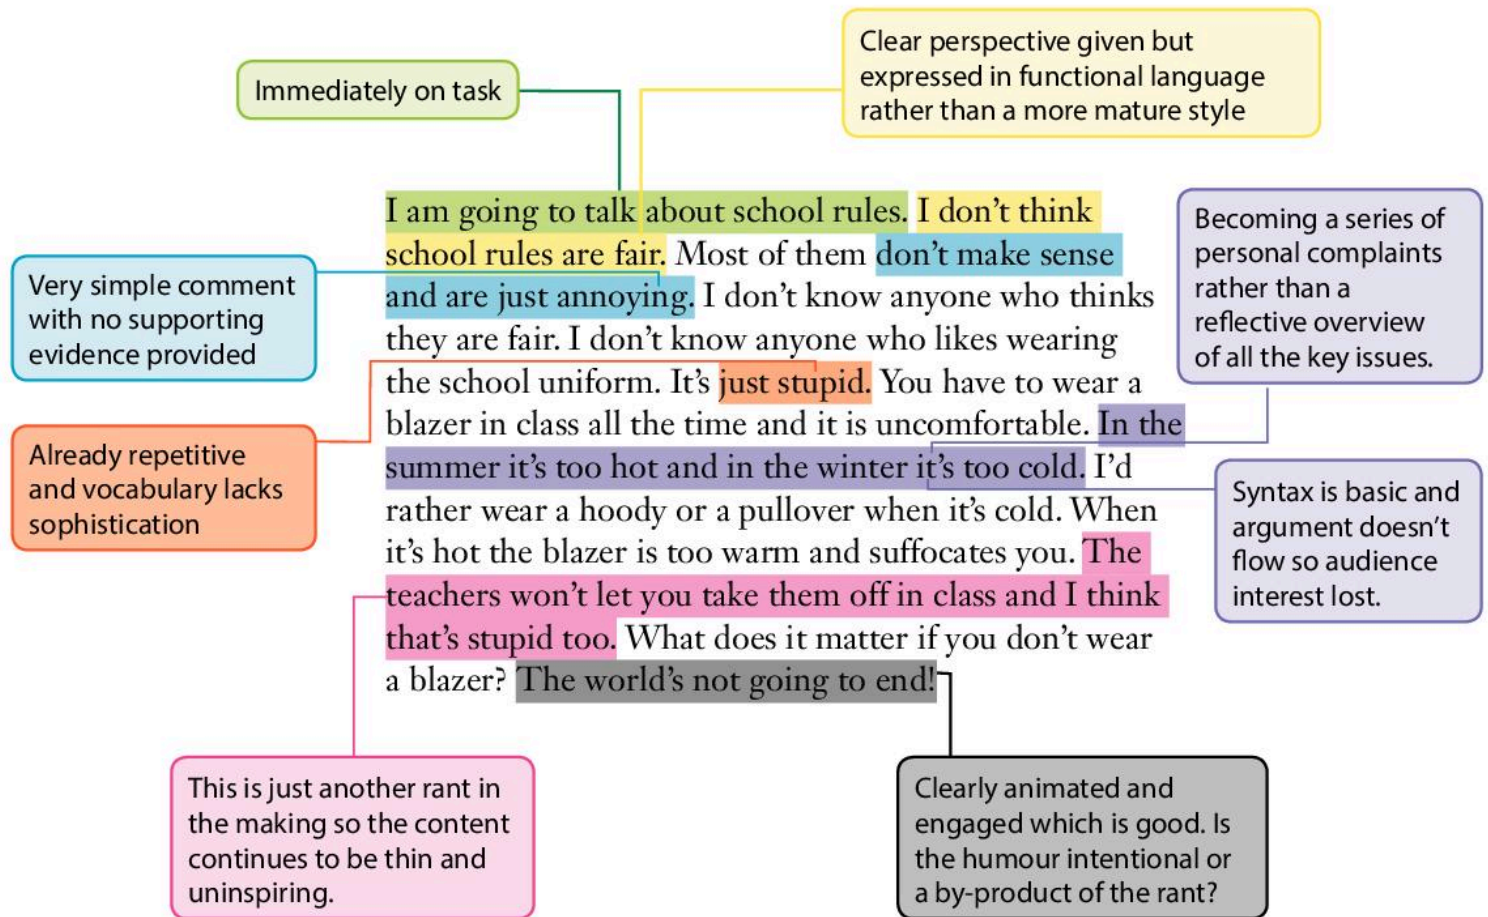 Clear perspective given but
expressed in functional language
rather than a more mature style
Immediately on task
I am going to talk about school rules. I don’t think
school rules are fair. Most of them don’t make sense
and are just annoying. I don’t know anyone who thinks
they are fair. I don’t know anyone who likes wearing
the school uniform. It’s just stupid. You have to wear a
blazer in class all the time and it is uncomfortable. In the
summer it’s too hot and in the winter it’s too cold. I’d
rather wear a hoody or a pullover when it’s cold. When
it’s hot the blazer is too warm and suffocates you. The
teachers won’t let you take them off in class and I think
that’s stupid too. What does it matter if you don’t wear
a blazer? The world’s not going to end!
Very simple comment
with no supporting
evidence provided
Already repetitive
and vocabulary lacks
sophistication
Becoming a series of
personal complaints
rather than a
reflective overview
of all the key issues.
Syntax is basic and
argument doesn’t
flow so audience
interest lost.
This is just another rant in
the making so the content
continues to be thin and
uninspiring.
Clearly animated and
engaged which is good. Is
the humour intentional or
a by-product of the rant?